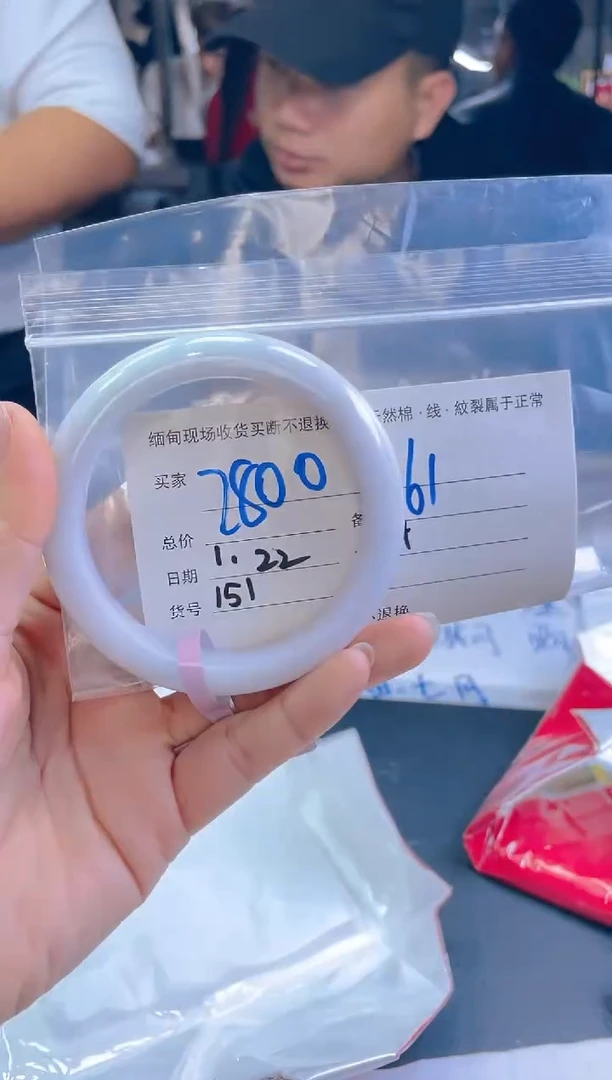 缅甸现场收货买断不退换
然棉·线·紋裂属于正常
买家 2800
61
总价
备
日期 1.22
货号 151
退换